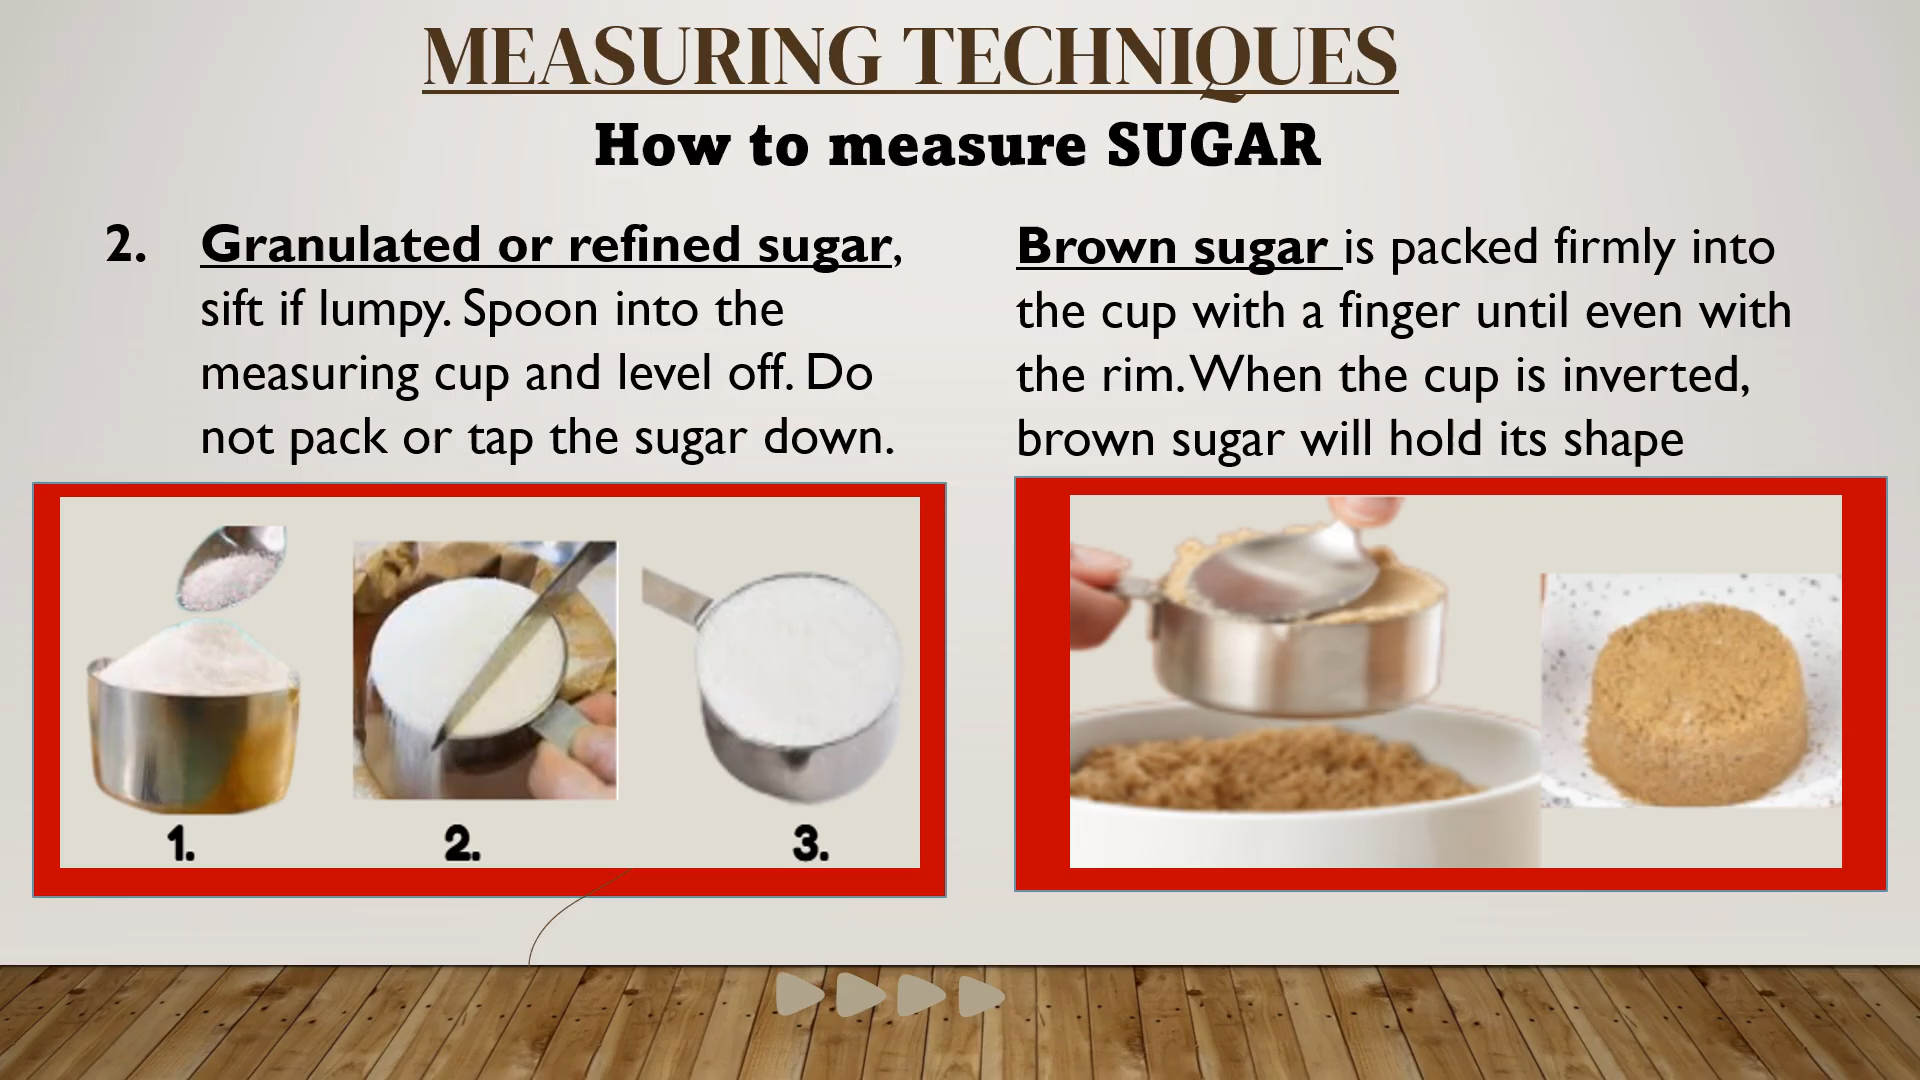 MEASURING TECHNIQUES
How to measure SUGAR
2. Granulated or refined sugar,
sift if lumpy. Spoon into the
measuring cup and level off. Do
not pack or tap the sugar down.
Brown sugar is packed firmly into
the cup with a finger until even with
the rim. When the cup is inverted,
brown sugar will hold its shape
1.
2.
3.